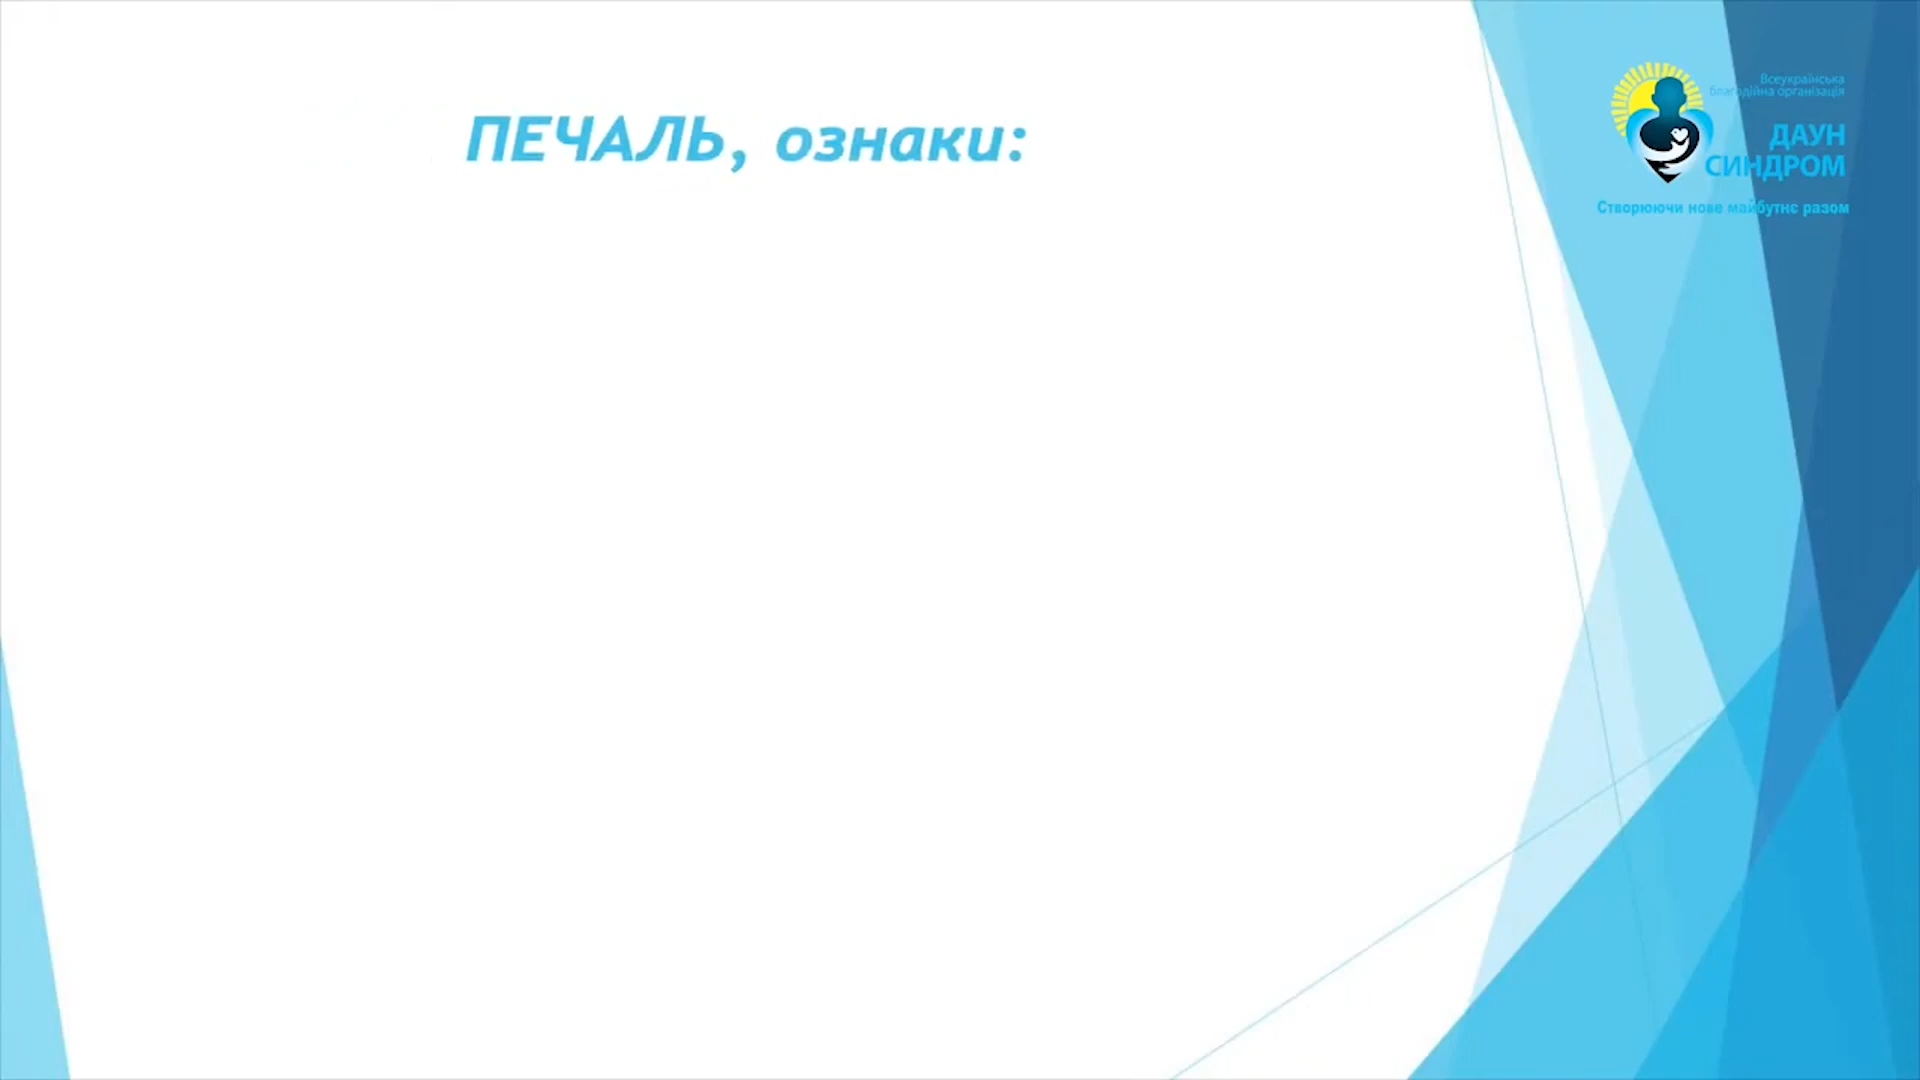 ПЕЧАЛЬ, ознаки:
Всеукраїнська
благодійна організація
ДАУН
СИНДРОМ
Створюючи нове майбутнє разом